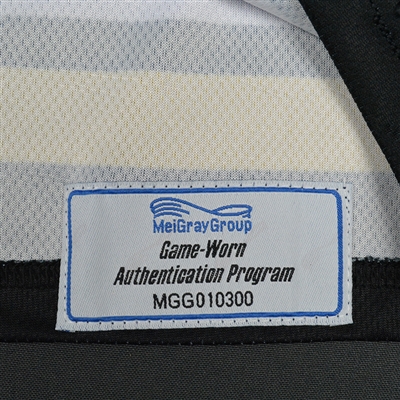 MeiGrayGroup
Game-Worn
Authentication Program
MGG010300